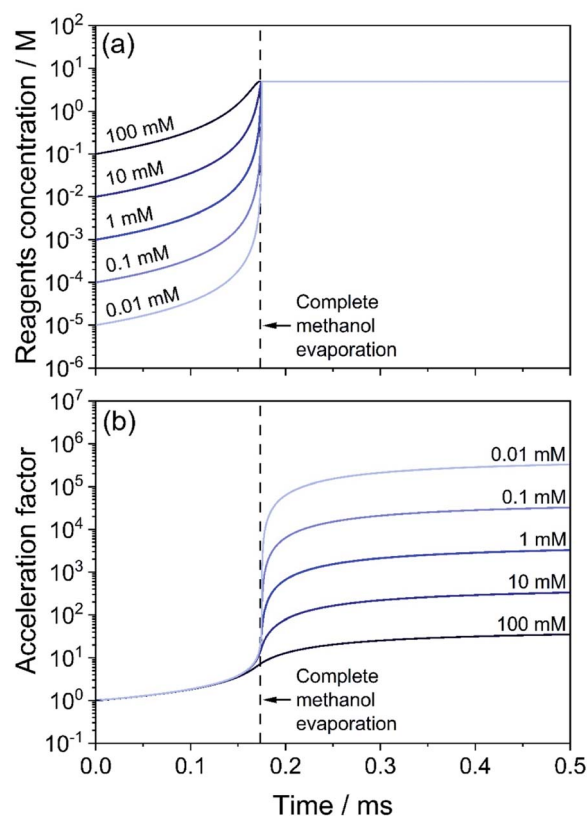 (a)
Reagents concentration / M
10⁵
10⁴
10²
10⁰
10⁻¹
10⁻²
10⁻³
10⁻⁴
10⁻⁵
10⁻⁶
100 mM
10 mM
1 mM
0.1 mM
0.01 mM
Complete
methanol
evaporation
(b)
Acceleration factor
10⁷
10⁶
10⁵
10⁴
10³
10²
10¹
10⁰
10⁻¹
0.01 mM
0.1 mM
1 mM
10 mM
100 mM
Complete
methanol
evaporation
0.0
0.1
0.2
0.3
0.4
0.5
Time / ms